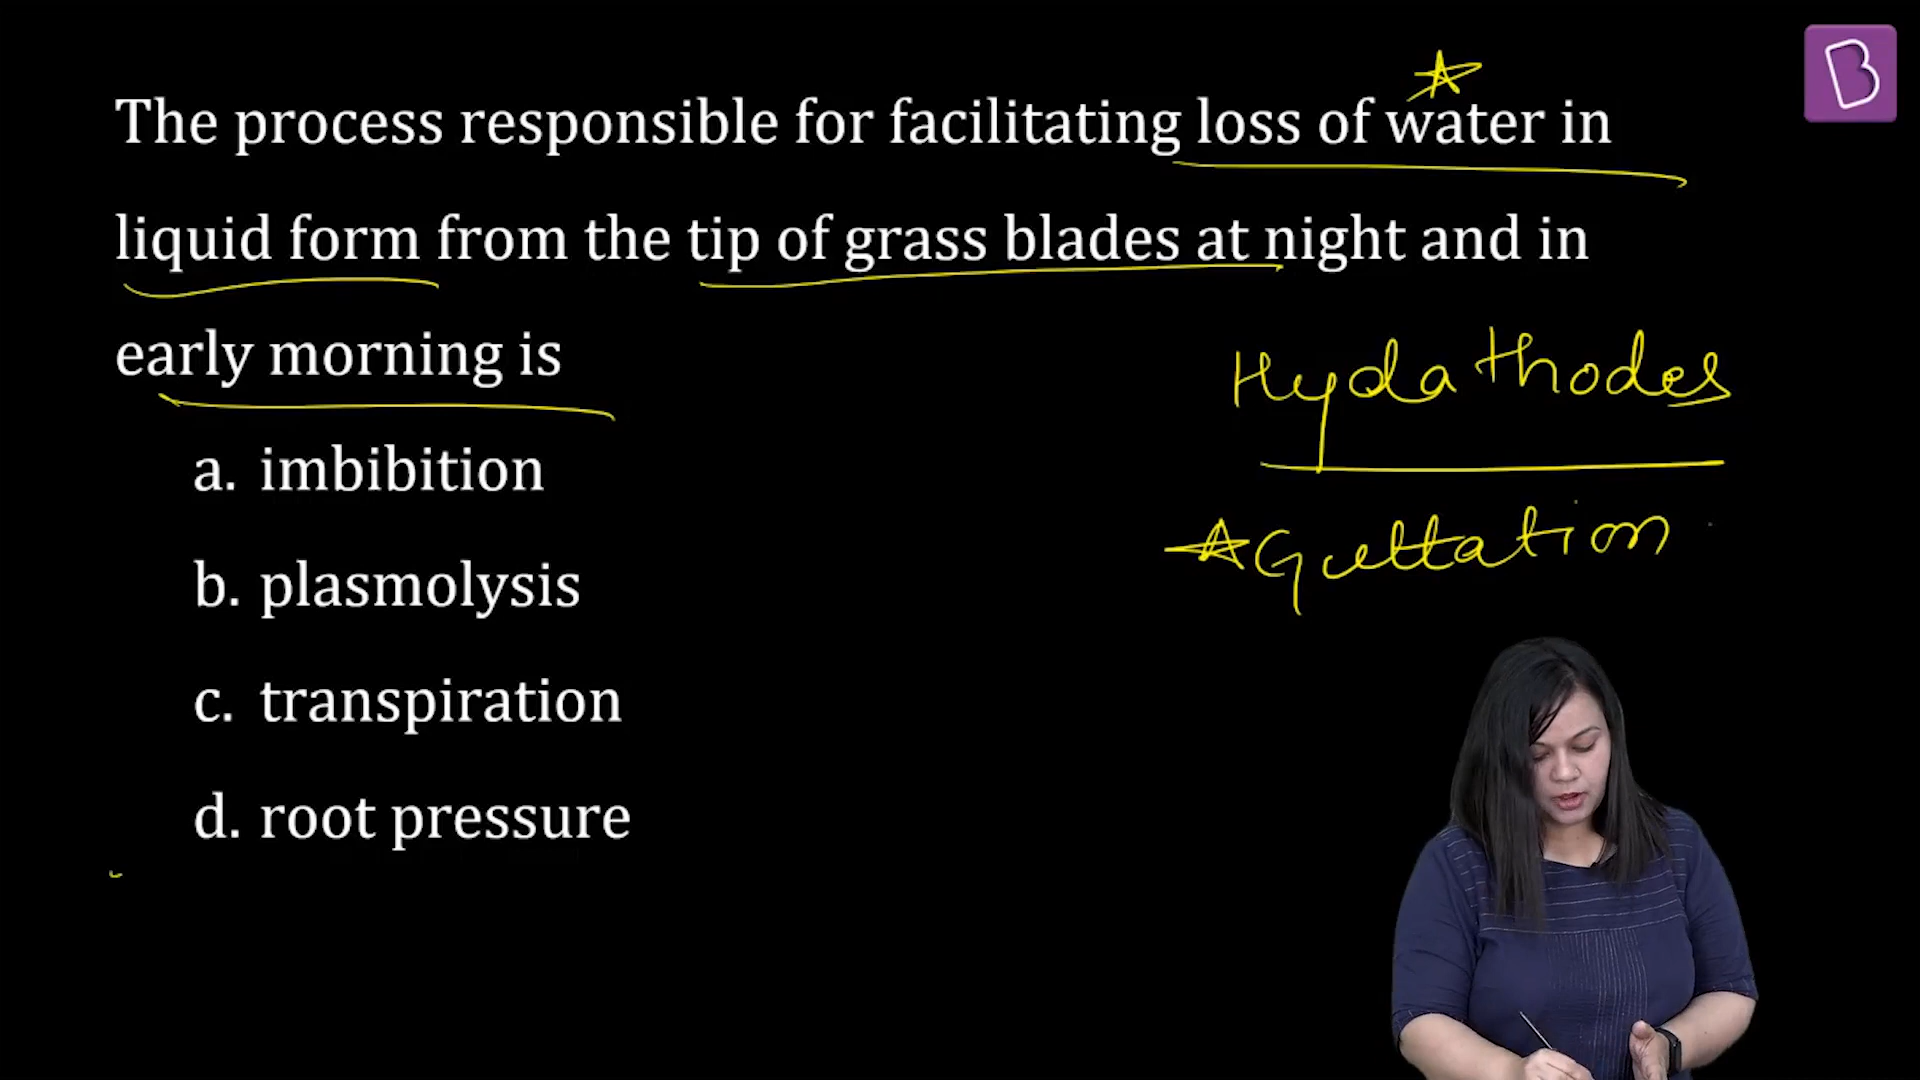 The process responsible for facilitating loss of water in
liquid form from the tip of grass blades at night and in
early morning is
a. imbibition
b. plasmolysis
c. transpiration
d. root pressure
Hydathodes
Guttation
B